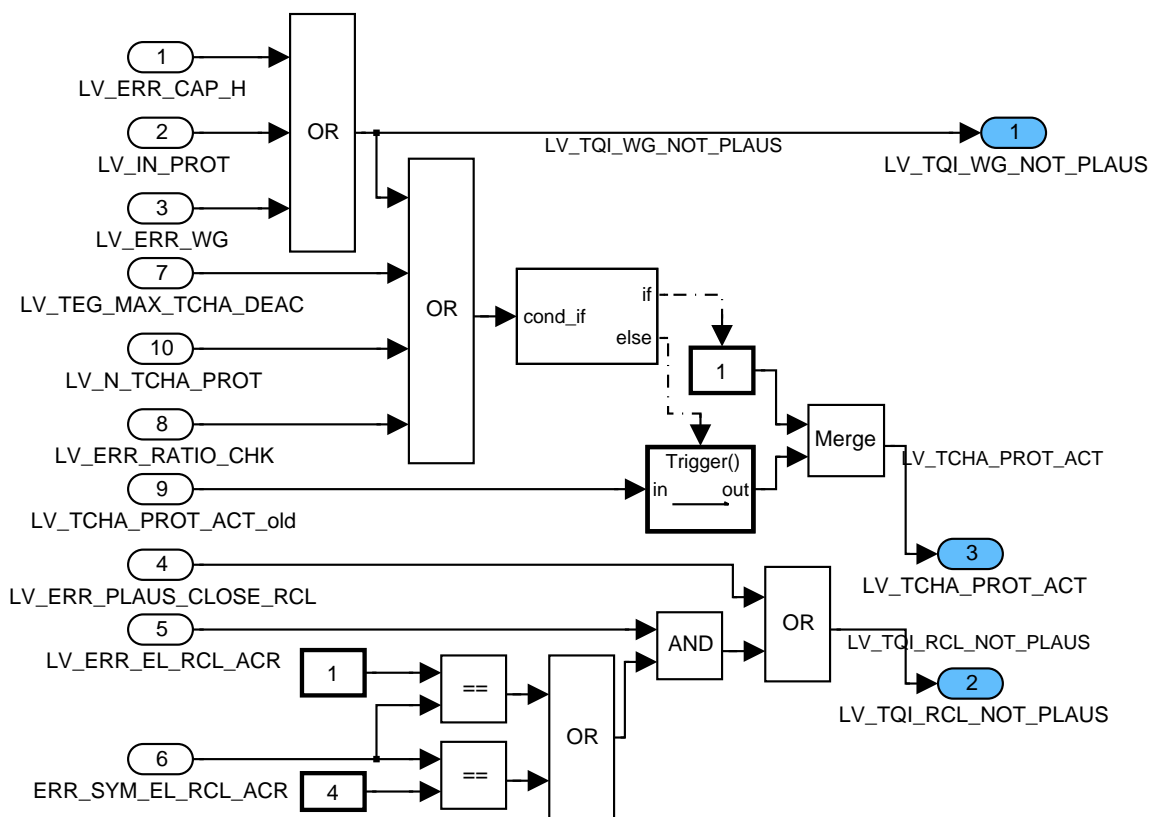 1
LV_ERR_CAP_H
2
LV_IN_PROT
3
LV_ERR_WG
OR
LV_TQI_WG_NOT_PLAUS
1
LV_TQI_WG_NOT_PLAUS
7
LV_TEG_MAX_TCHA_DEAC
10
LV_N_TCHA_PROT
8
LV_ERR_RATIO_CHK
OR
cond_if
if
else
1
9
LV_TCHA_PROT_ACT_old
Trigger()
in
out
Merge
LV_TCHA_PROT_ACT
3
LV_TCHA_PROT_ACT
4
LV_ERR_PLAUS_CLOSE_RCL
5
LV_ERR_EL_RCL_ACR
AND
OR
LV_TQI_RCL_NOT_PLAUS
2
LV_TQI_RCL_NOT_PLAUS
1
==
OR
6
ERR_SYM_EL_RCL_ACR
==
4